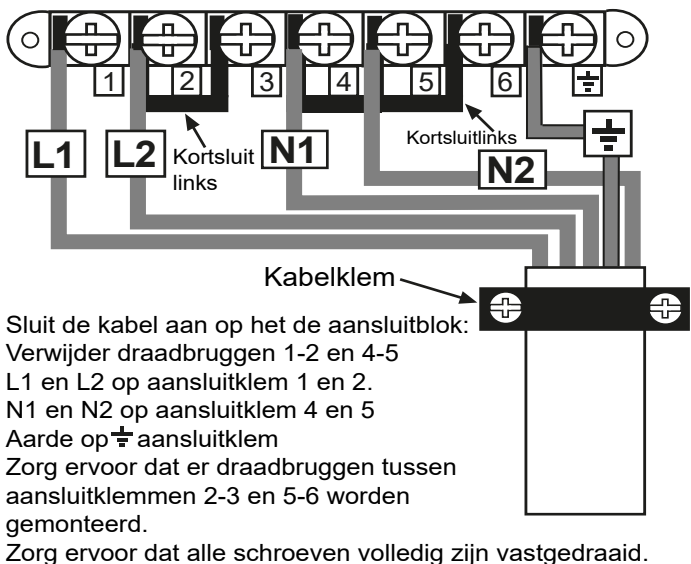 1 2 3 4 5 6
L1 L2 Kortsluit links N1 Kortsluitlinks N2
Kabelklem
Sluit de kabel aan op het de aansluitblok:
Verwijder draadbruggen 1-2 en 4-5
L1 en L2 op aansluitklem 1 en 2.
N1 en N2 op aansluitklem 4 en 5
Aarde op ⏚ aansluitklem
Zorg ervoor dat er draadbruggen tussen
aansluitklemmen 2-3 en 5-6 worden
gemonteerd.
Zorg ervoor dat alle schroeven volledig zijn vastgedraaid.